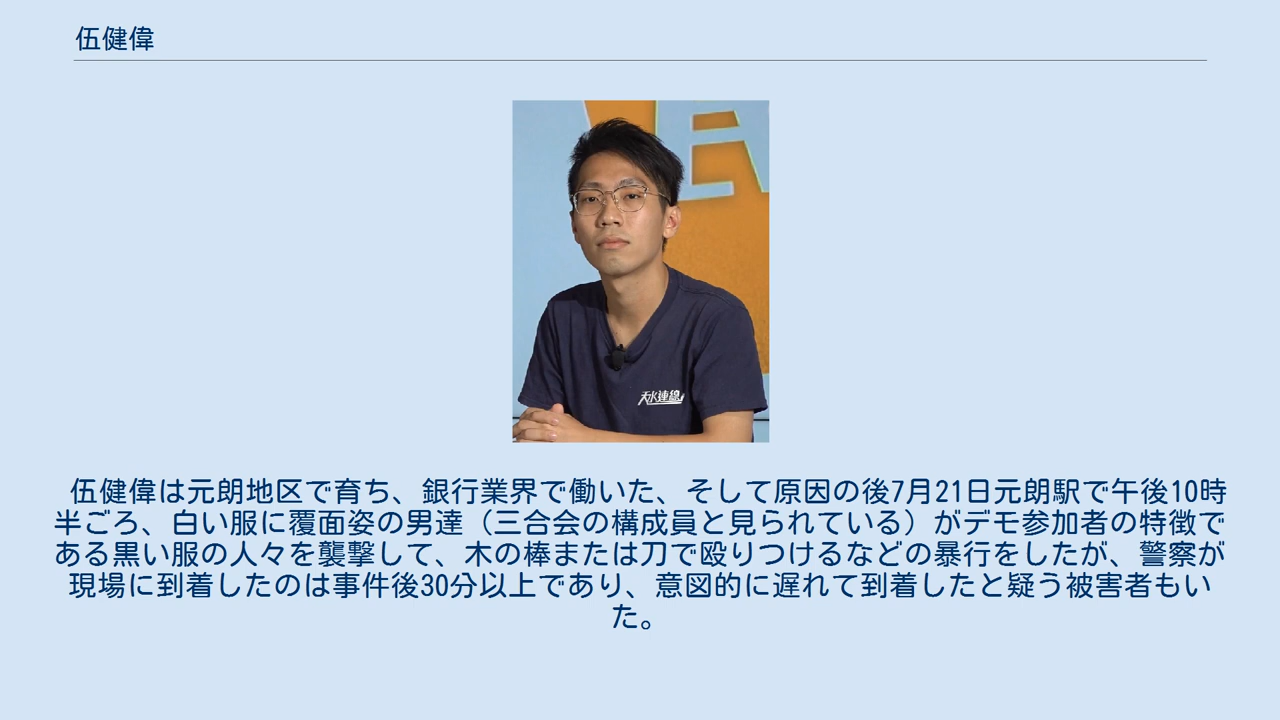 伍健偉
天水連線
伍健偉は元朗地区で育ち、銀行業界で働いた、そして原因の後7月21日元朗駅で午後10時
半ごろ、白い服に覆面姿の男達（三合会の構成員と見られている）がデモ参加者の特徴で
ある黒い服の人々を襲撃して、木の棒または刀で殴りつけるなどの暴行をしたが、警察が
現場に到着したのは事件後30分以上であり、意図的に遅れて到着したと疑う被害者もい
た。